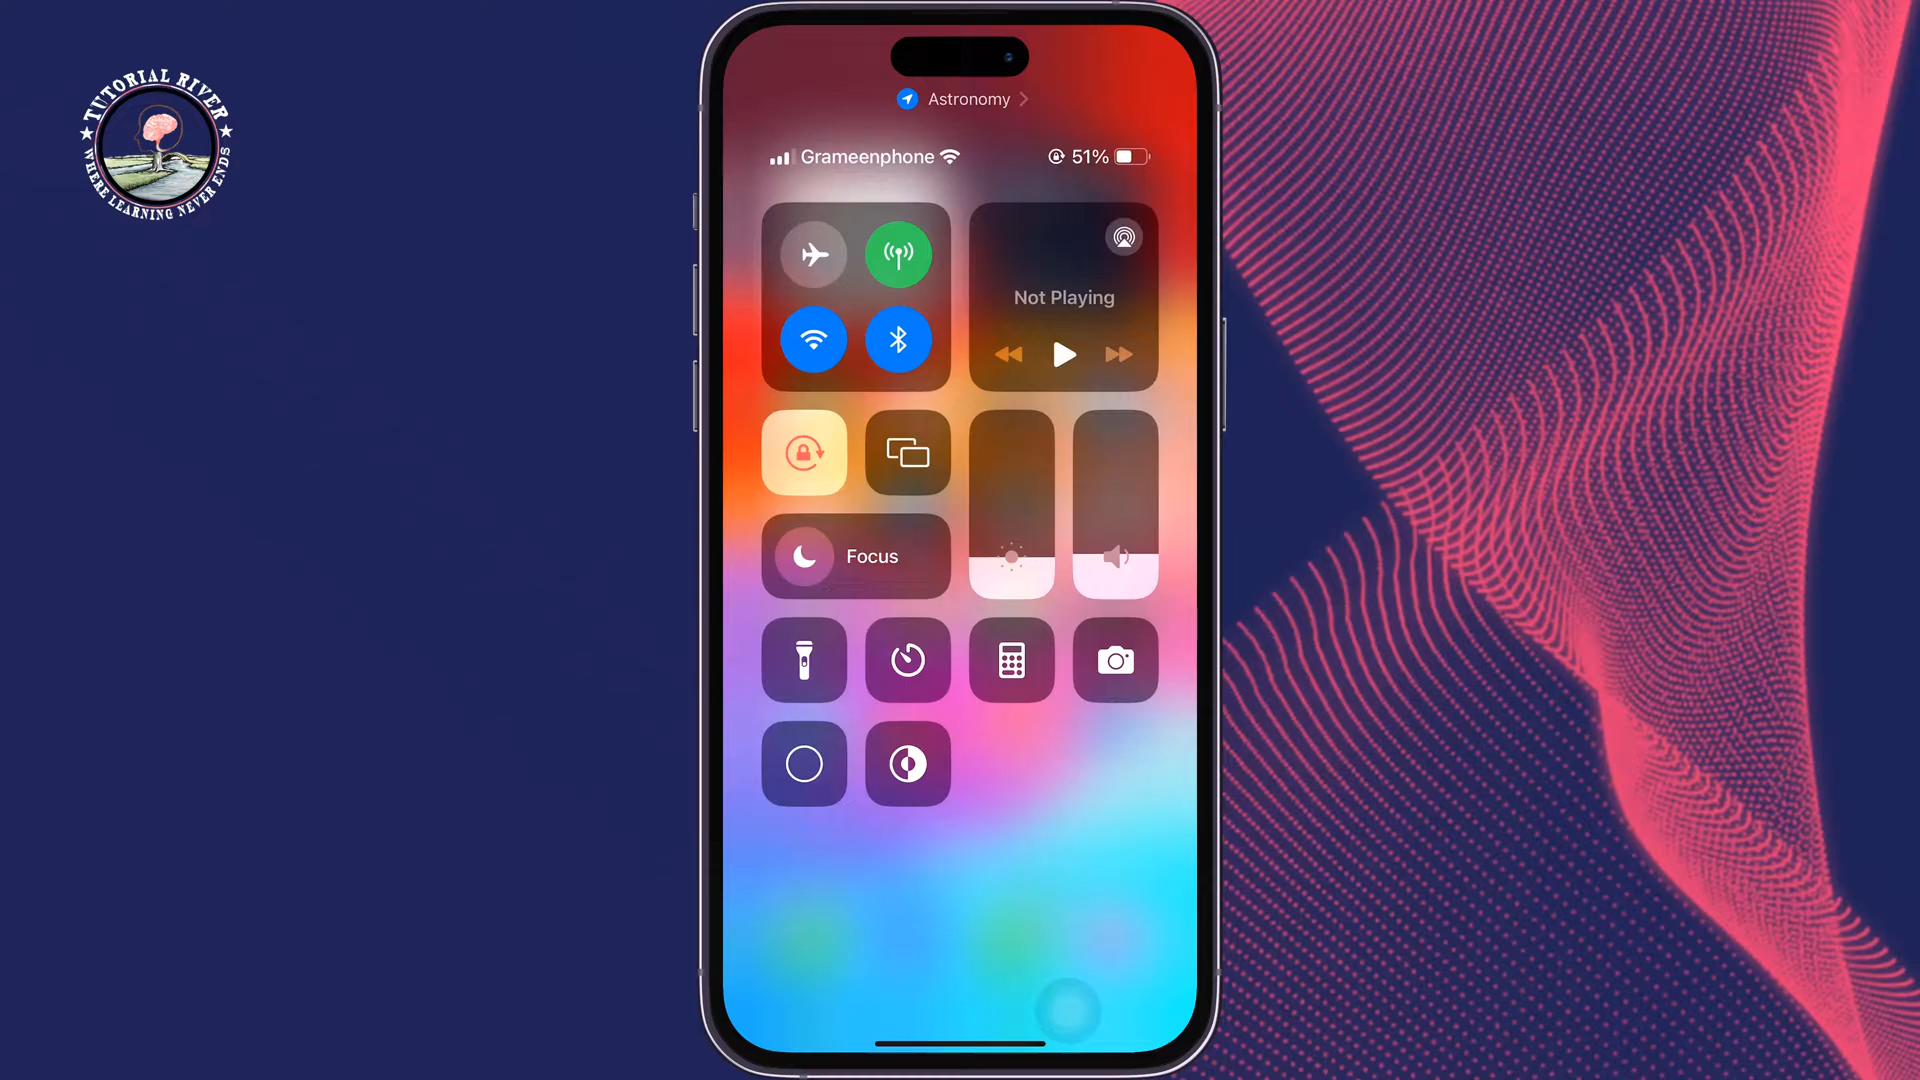 TUTORIAL RIVER
WHERE LEARNING NEVER ENDS
Astronomy
Grameenphone 51%
Not Playing
Focus